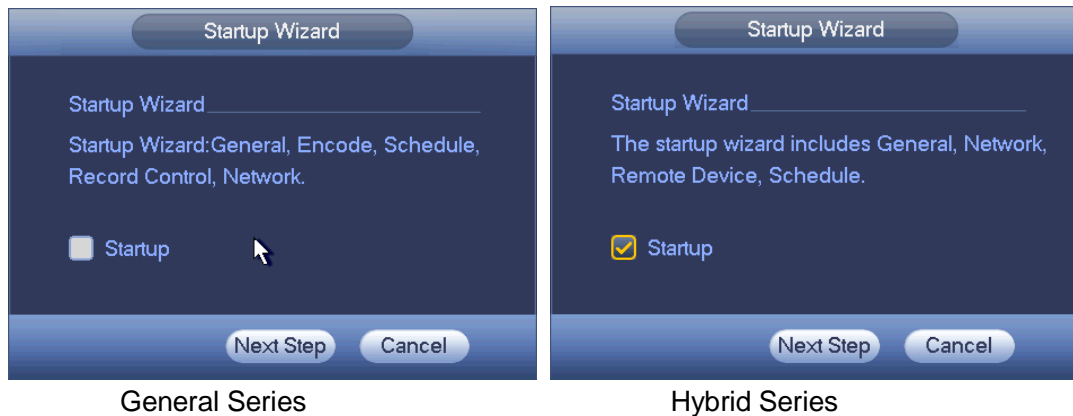 Startup Wizard
Startup Wizard
Startup Wizard:General, Encode, Schedule,
Record Control, Network.
Startup
Next Step
Cancel
General Series
Startup Wizard
Startup Wizard
The startup wizard includes General, Network,
Remote Device, Schedule.
Startup
Next Step
Cancel
Hybrid Series